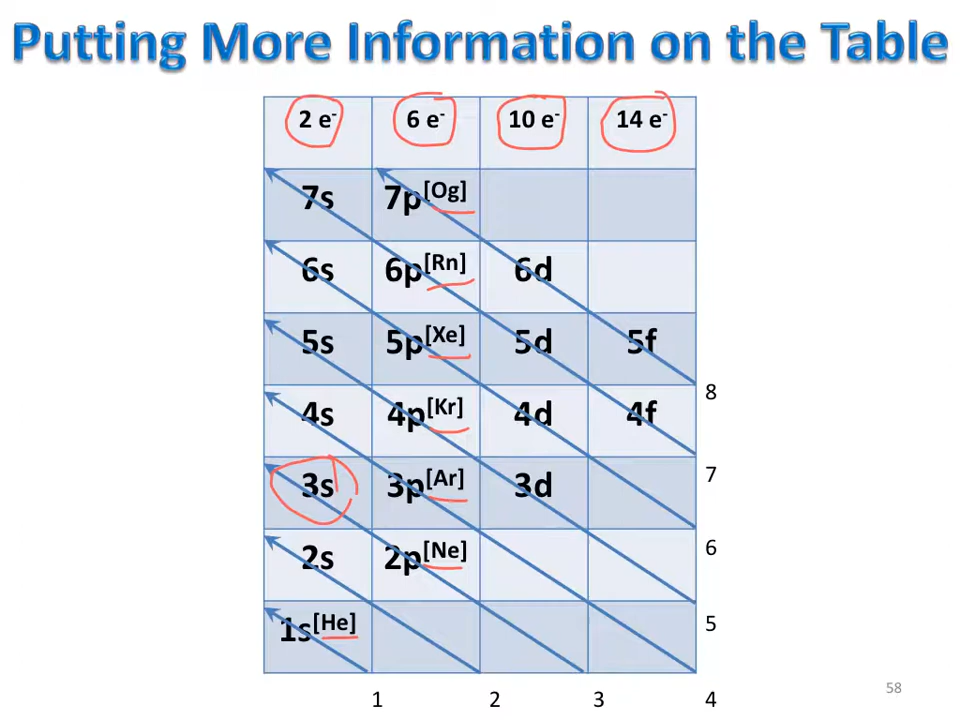 Putting More Information on the Table
2 e- 6 e- 10 e- 14 e-
7s 7p[Og]
6s 6p[Rn] 6d
5s 5p[Xe] 5d 5f
8
4s 4p[Kr] 4d 4f
7
3s 3p[Ar] 3d
6
2s 2p[Ne]
5
1s[He]
1 2 3 4
58